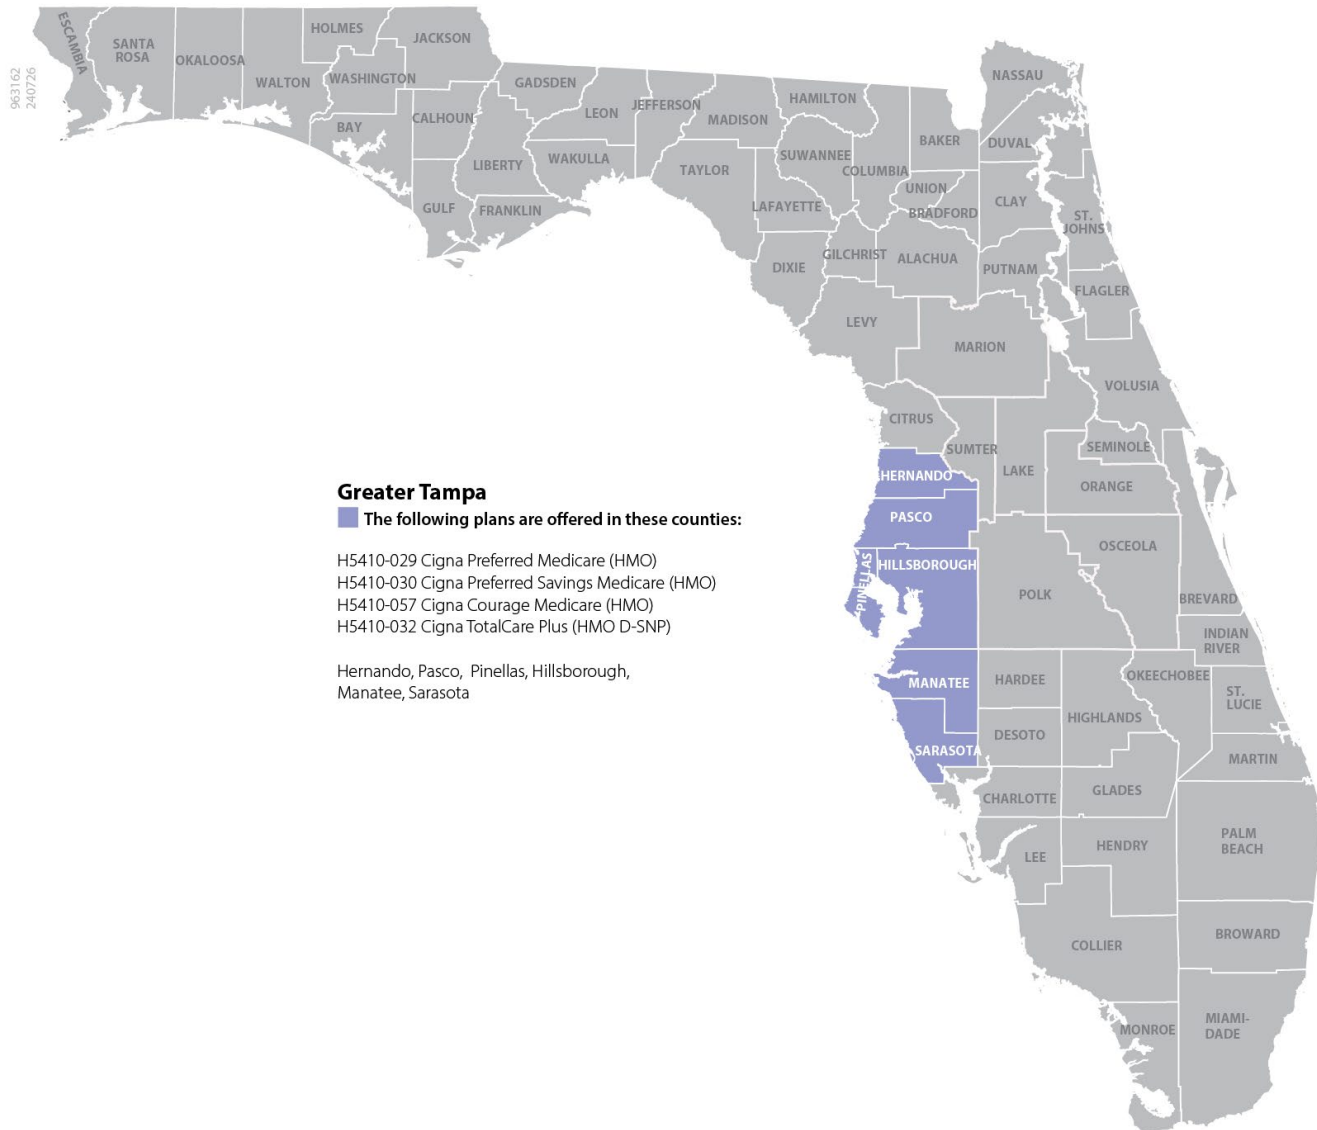 963162
240726
ESCAMBIA
SANTA
ROSA
OKALOOSA
WALTON
HOLMES
WASHINGTON
JACKSON
BAY
CALHOUN
GULF
GADSDEN
LIBERTY
FRANKLIN
LEON
WAKULLA
JEFFERSON
MADISON
TAYLOR
HAMILTON
SUWANNEE
LAFAYETTE
DIXIE
COLUMBIA
GILCHRIST
BAKER
UNION
BRADFORD
ALACHUA
NASSAU
DUVAL
CLAY
ST.
JOHNS
PUTNAM
FLAGLER
LEVY
MARION
VOLUSIA
CITRUS
SUMTER
LAKE
SEMINOLE
ORANGE
HERNANDO
PASCO
PINELLAS
HILLSBOROUGH
POLK
OSCEOLA
BREVARD
INDIAN
RIVER
MANATEE
HARDEE
HIGHLANDS
OKEECHOBEE
ST.
LUCIE
SARASOTA
DESOTO
MARTIN
CHARLOTTE
GLADES
LEE
HENDRY
PALM
BEACH
COLLIER
BROWARD
MONROE
MIAMI-
DADE
Greater Tampa
The following plans are offered in these counties:
H5410-029 Cigna Preferred Medicare (HMO)
H5410-030 Cigna Preferred Savings Medicare (HMO)
H5410-057 Cigna Courage Medicare (HMO)
H5410-032 Cigna TotalCare Plus (HMO D-SNP)
Hernando, Pasco, Pinellas, Hillsborough,
Manatee, Sarasota